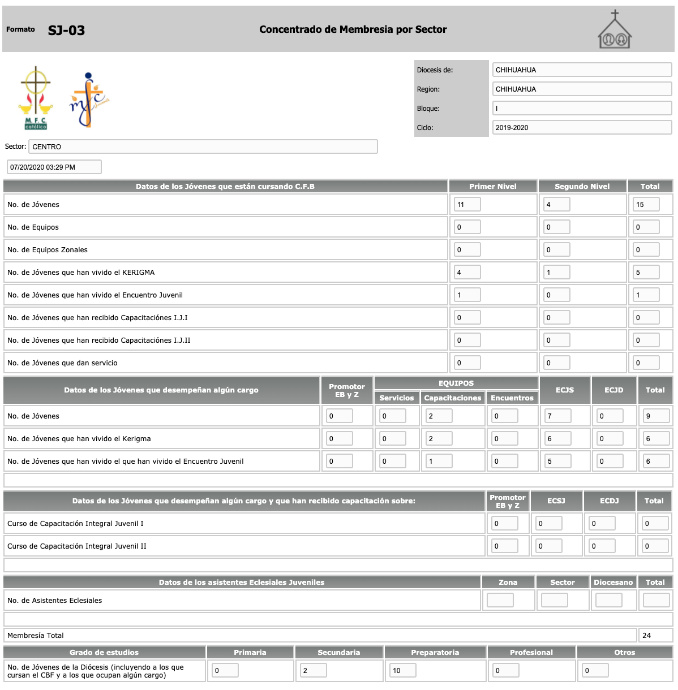 Formato SJ-03 Concentrado de Membresia por Sector
MFC
católico
mfc
Diocesis de: CHIHUAHUA
Region: CHIHUAHUA
Bloque: I
Ciclo: 2019-2020
Sector: CENTRO
07/20/2020 03:29 PM
Datos de los Jóvenes que están cursando C.F.B Primer Nivel Segundo Nivel Total
No. de Jóvenes 11 4 15
No. de Equipos 0 0 0
No. de Equipos Zonales 0 0 0
No. de Jóvenes que han vivido el KERIGMA 4 1 5
No. de Jóvenes que han vivido el Encuentro Juvenil 1 0 1
No. de Jóvenes que han recibido Capacitaciónes I.J.I 0 0 0
No. de Jóvenes que han recibido Capacitaciónes I.J.II 0 0 0
No. de Jóvenes que dan servicio 0 0 0
Datos de los Jóvenes que desempeñan algún cargo Promotor EB y Z EQUIPOS ECJS ECJD Total
Servicios Capacitaciones Encuentros
No. de Jóvenes 0 0 2 0 7 0 9
No. de Jóvenes que han vivido el Kerigma 0 0 2 0 6 0 6
No. de Jóvenes que han vivido el que han vivido el Encuentro Juvenil 0 0 1 0 5 0 6
Datos de los Jóvenes que desempeñan algún cargo y que han recibido capacitación sobre: Promotor EB y Z ECSJ ECDJ Total
Curso de Capacitación Integral Juvenil I 0 0 0 0
Curso de Capacitación Integral Juvenil II 0 0 0 0
Datos de los asistentes Eclesiales Juveniles Zona Sector Diocesano Total
No. de Asistentes Eclesiales
Membresía Total 24
Grado de estudios Primaria Secundaria Preparatoria Profesional Otros
No. de Jóvenes de la Diócesis (incluyendo a los que
cursan el CBF y a los que ocupan algún cargo) 0 2 10 0 0